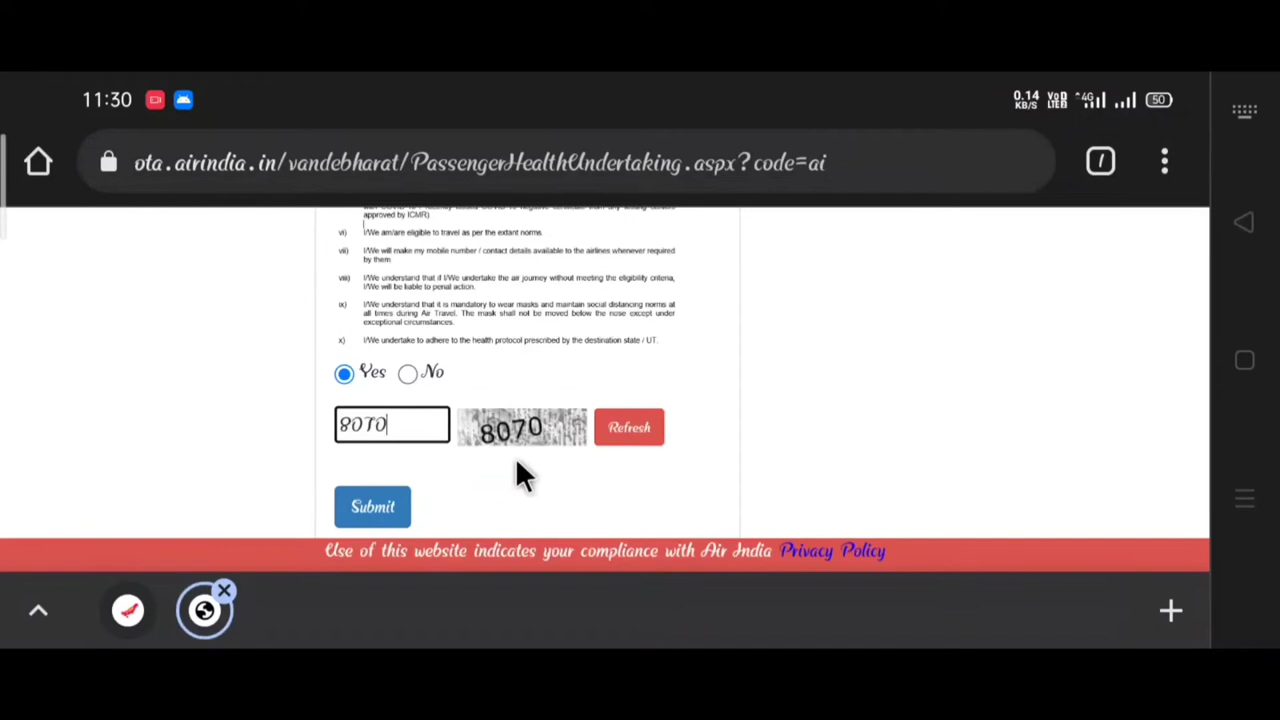 11:30
0.14 KB/S VoD LTE2 4G 50
ota.airindia.in/vandebharat/PassengerHealthUndertaking.aspx?code=ai
approved by ICMR)
vi) I/We am/are eligible to travel as per the extant norms.
vii) I/We will make my mobile number / contact details available to the airlines whenever required
by them
viii) I/We understand that if I/We undertake the air journey without meeting the eligibility criteria,
I/We will be liable to penal action.
ix) I/We understand that it is mandatory to wear masks and maintain social distancing norms at
all times during Air Travel. The mask shall not be moved below the nose except under
exceptional circumstances.
x) I/We undertake to adhere to the health protocol prescribed by the destination state / UT.
Yes No
8070 8070 Refresh
Submit
Use of this website indicates your compliance with Air India Privacy Policy